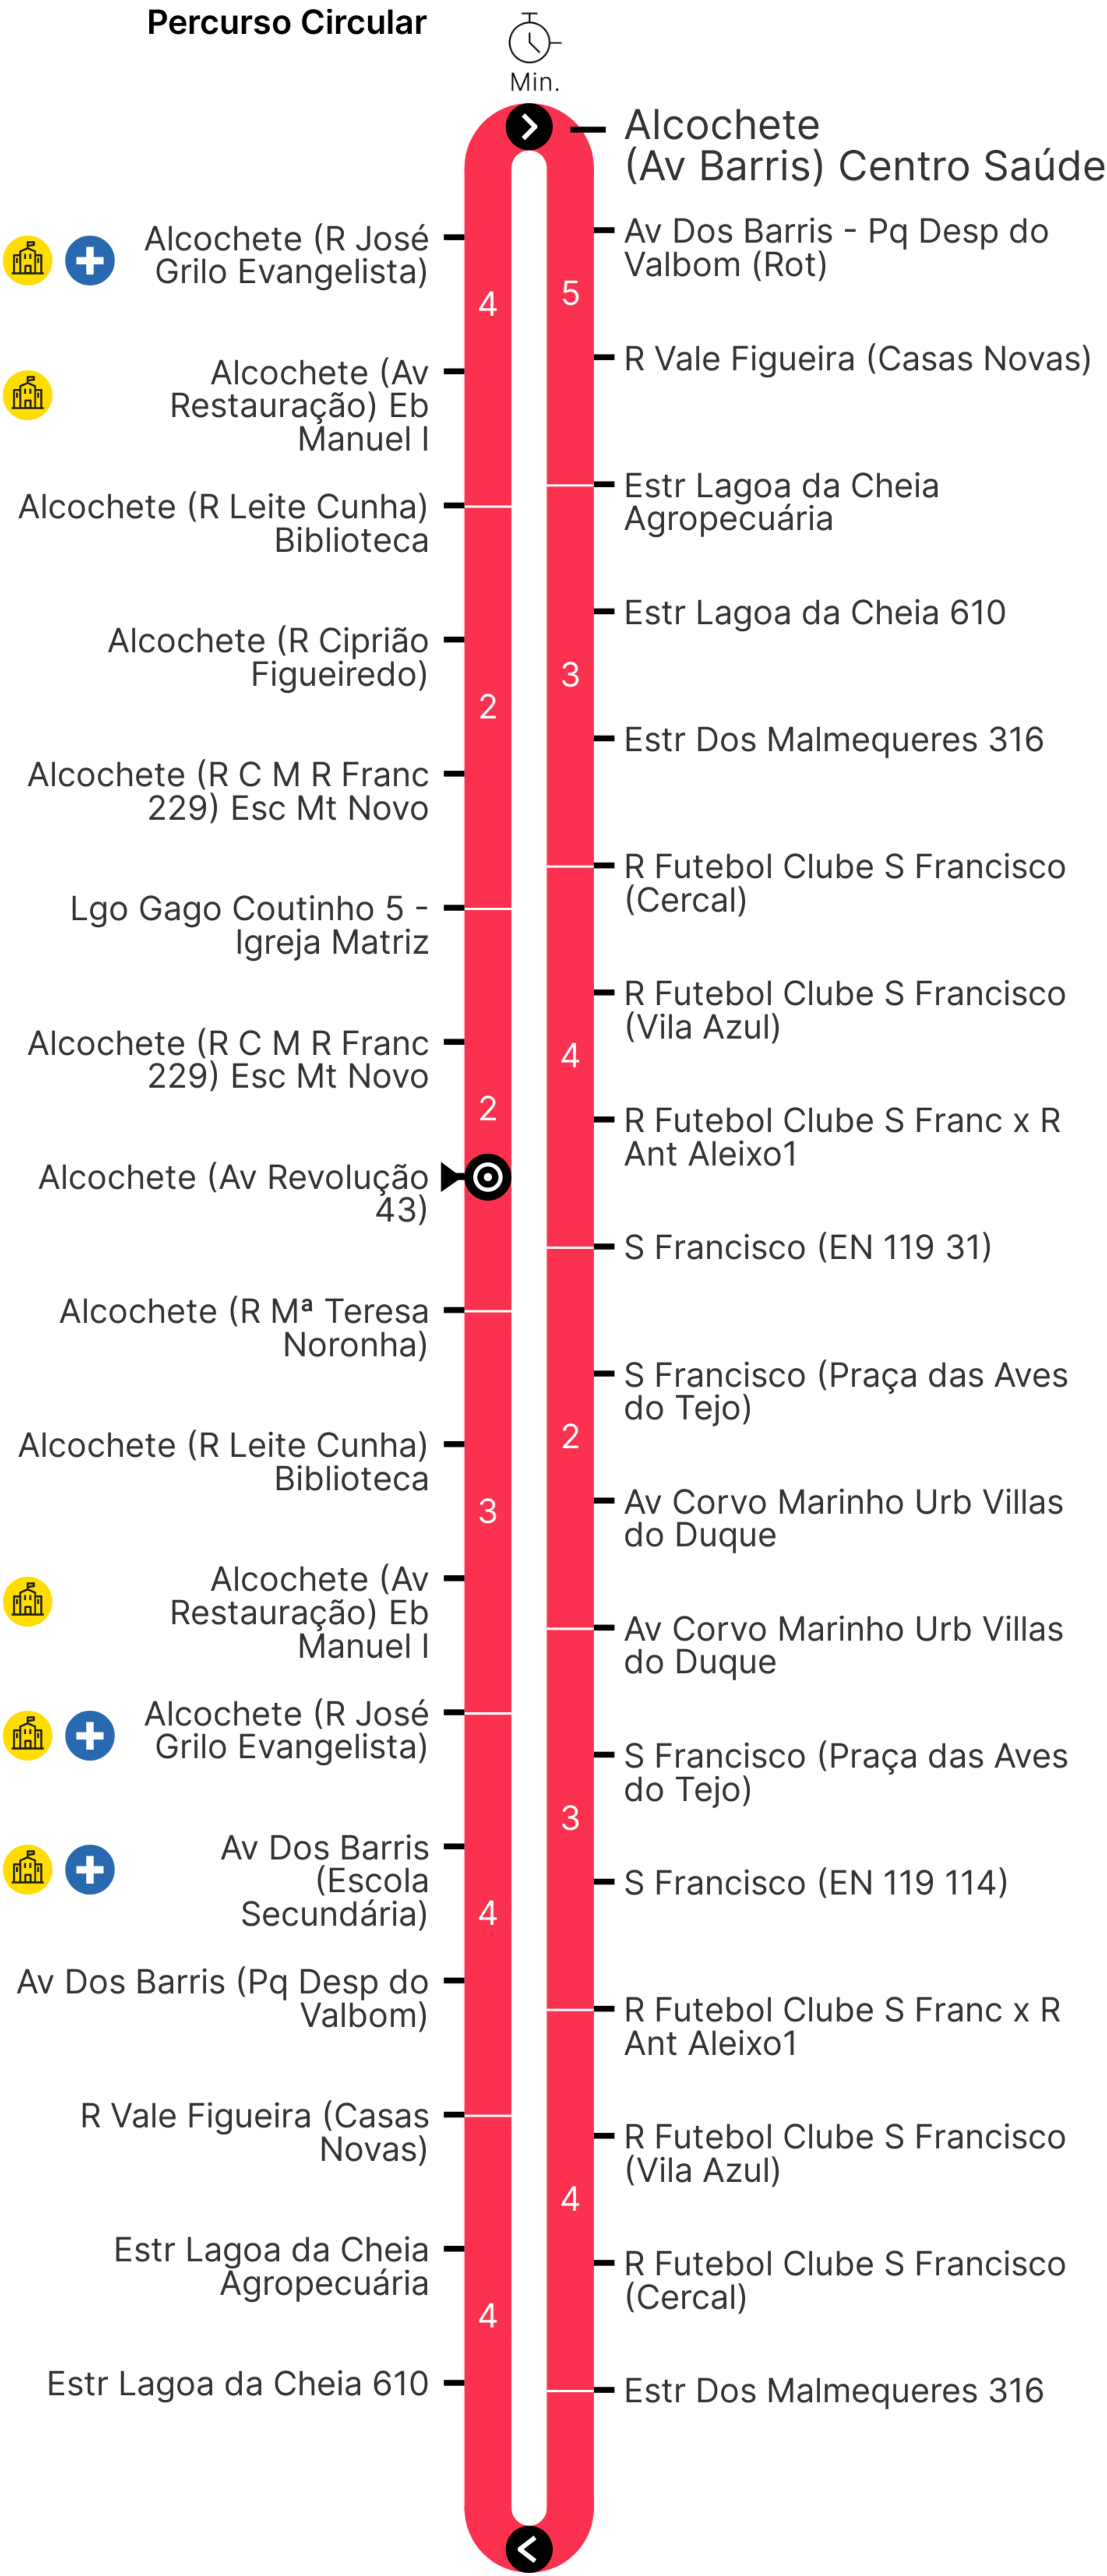 Percurso Circular
Min.
Alcochete
(Av Barris) Centro Saúde
Av Dos Barris - Pq Desp do
Valbom (Rot)
5
R Vale Figueira (Casas Novas)
Estr Lagoa da Cheia
Agropecuária
Estr Lagoa da Cheia 610
3
Estr Dos Malmequeres 316
R Futebol Clube S Francisco
(Cercal)
R Futebol Clube S Francisco
(Vila Azul)
4
R Futebol Clube S Franc x R
Ant Aleixo1
S Francisco (EN 119 31)
S Francisco (Praça das Aves
do Tejo)
2
Av Corvo Marinho Urb Villas
do Duque
Av Corvo Marinho Urb Villas
do Duque
S Francisco (Praça das Aves
do Tejo)
3
S Francisco (EN 119 114)
R Futebol Clube S Franc x R
Ant Aleixo1
R Futebol Clube S Francisco
(Vila Azul)
4
R Futebol Clube S Francisco
(Cercal)
Estr Dos Malmequeres 316
Alcochete (R José
Grilo Evangelista)
4
Alcochete (Av
Restauração) Eb
Manuel I
Alcochete (R Leite Cunha)
Biblioteca
Alcochete (R Ciprião
Figueiredo)
2
Alcochete (R C M R Franc
229) Esc Mt Novo
Lgo Gago Coutinho 5 -
Igreja Matriz
Alcochete (R C M R Franc
229) Esc Mt Novo
2
Alcochete (Av Revolução
43)
Alcochete (R Mª Teresa
Noronha)
Alcochete (R Leite Cunha)
Biblioteca
3
Alcochete (Av
Restauração) Eb
Manuel I
Alcochete (R José
Grilo Evangelista)
Av Dos Barris
(Escola
Secundária)
4
Av Dos Barris (Pq Desp do
Valbom)
R Vale Figueira (Casas
Novas)
Estr Lagoa da Cheia
Agropecuária
4
Estr Lagoa da Cheia 610